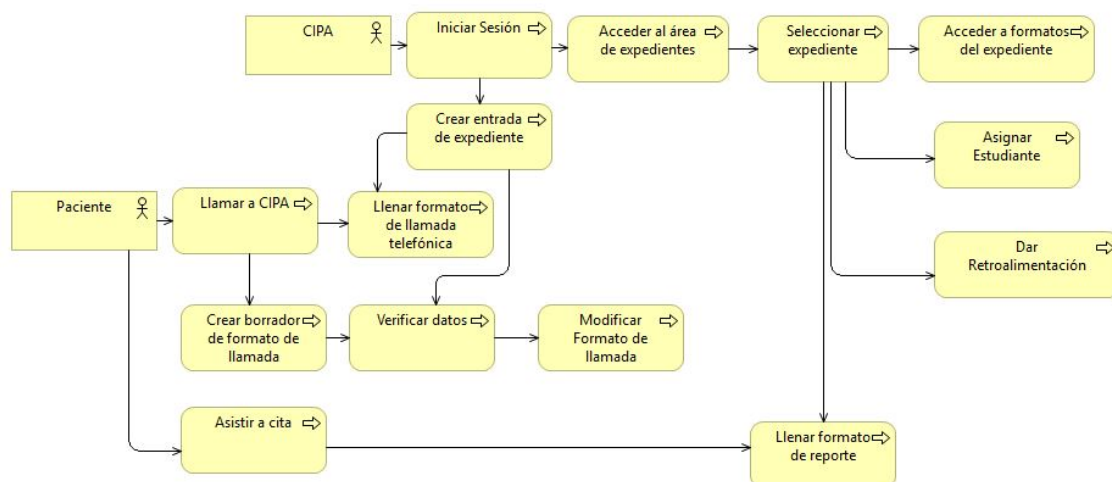 CIPA
Iniciar Sesión
Acceder al área
de expedientes
Seleccionar
expediente
Acceder a formatos
del expediente
Crear entrada
de expediente
Asignar
Estudiante
Paciente
Llamar a CIPA
Llenar formato
de llamada
telefónica
Dar
Retroalimentación
Crear borrador
de formato de
llamada
Verificar datos
Modificar
Formato de
llamada
Asistir a cita
Llenar formato
de reporte